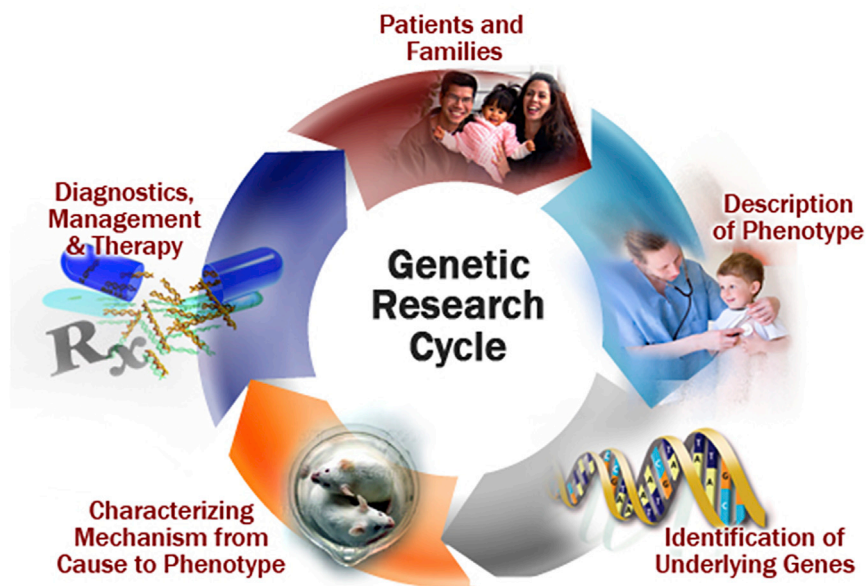 Patients and
Families
Description
of Phenotype
Identification of
Underlying Genes
Characterizing
Mechanism from
Cause to Phenotype
Diagnostics,
Management
& Therapy
Rx
Genetic
Research
Cycle